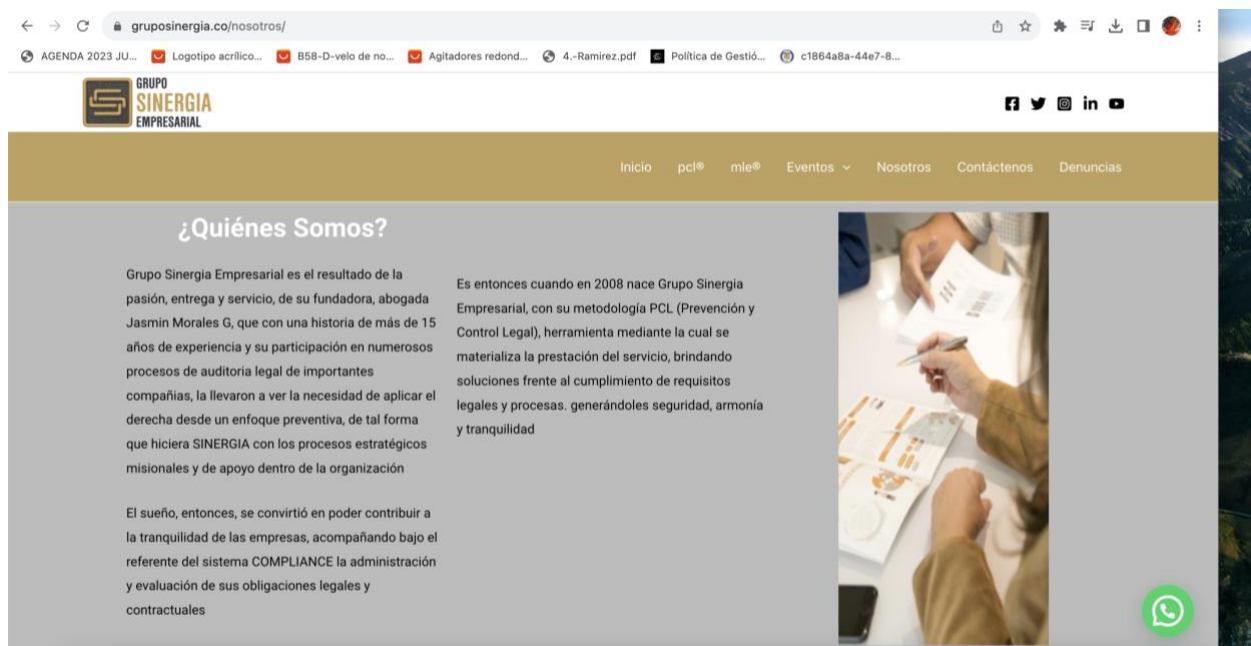 gruposinergia.co/nosotros/
AGENDA 2023 JU...
Logotipo acrílico...
B58-D-velo de no...
Agitadores redond...
4.-Ramirez.pdf
Política de Gestió...
c1864a8a-44e7-8...
GRUPO
SINERGIA
EMPRESARIAL
Inicio
pcl®
mle®
Eventos
Nosotros
Contáctenos
Denuncias
¿Quiénes Somos?
Grupo Sinergia Empresarial es el resultado de la
pasión, entrega y servicio, de su fundadora, abogada
Jasmin Morales G, que con una historia de más de 15
años de experiencia y su participación en numerosos
procesos de auditoria legal de importantes
compañias, la llevaron a ver la necesidad de aplicar el
derecha desde un enfoque preventiva, de tal forma
que hiciera SINERGIA con los procesos estratégicos
misionales y de apoyo dentro de la organización
El sueño, entonces, se convirtió en poder contribuir a
la tranquilidad de las empresas, acompañando bajo el
referente del sistema COMPLIANCE la administración
y evaluación de sus obligaciones legales y
contractuales
Es entonces cuando en 2008 nace Grupo Sinergia
Empresarial, con su metodología PCL (Prevención y
Control Legal), herramienta mediante la cual se
materializa la prestación del servicio, brindando
soluciones frente al cumplimiento de requisitos
legales y procesas. generándoles seguridad, armonía
y tranquilidad